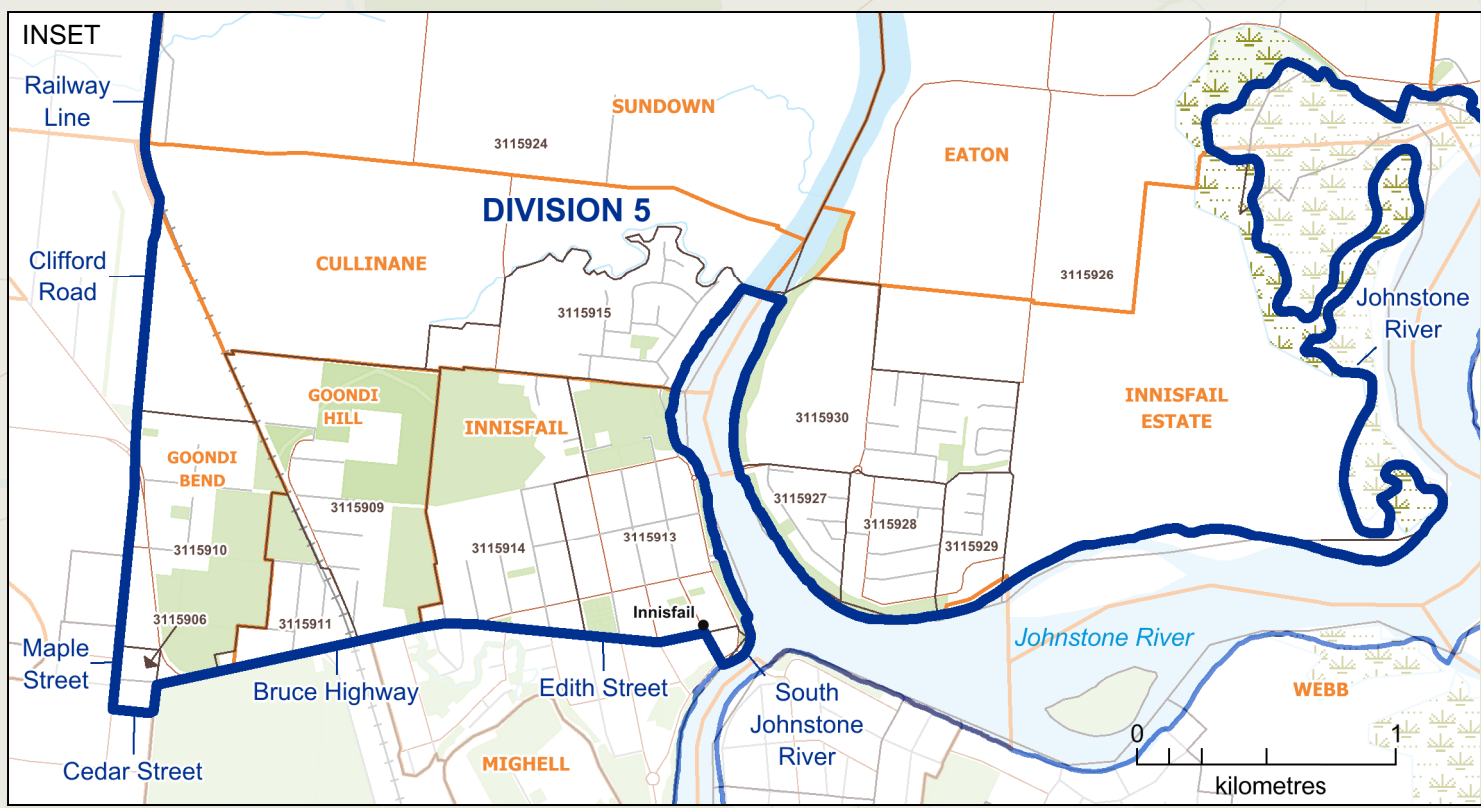 INSET
Railway
Line
SUNDOWN
3115924
EATON
DIVISION 5
Clifford
Road
CULLINANE
3115926
3115915
Johnstone
River
GOONDI
HILL
INNISFAIL
3115930
INNISFAIL
ESTATE
GOONDI
BEND
3115927
3115909
3115928
3115910
3115914
3115913
3115929
3115906
3115911
Innisfail
Johnstone River
Maple
Street
Bruce Highway
Edith Street
South
Johnstone
River
WEBB
Cedar Street
MIGHELL
0 1
kilometres